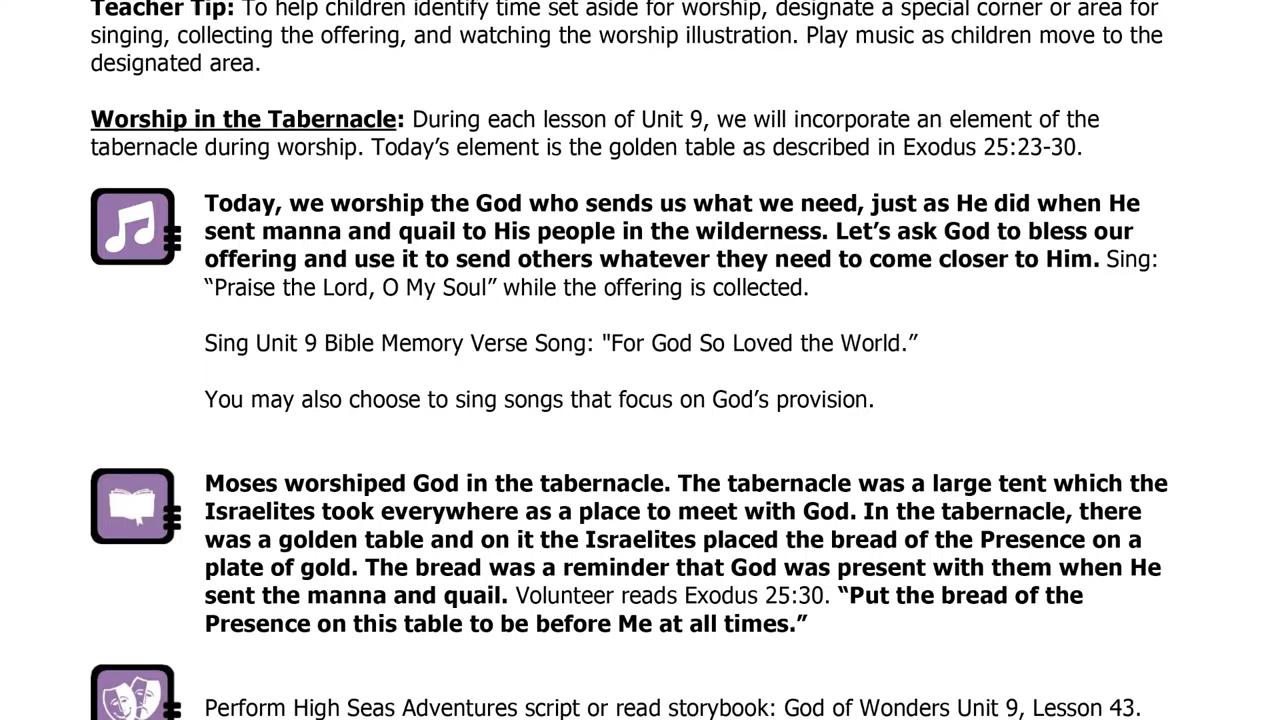 Teacher Tip: To help children identify time set aside for worship, designate a special corner or area for
singing, collecting the offering, and watching the worship illustration. Play music as children move to the
designated area.
Worship in the Tabernacle: During each lesson of Unit 9, we will incorporate an element of the
tabernacle during worship. Today’s element is the golden table as described in Exodus 25:23-30.
Today, we worship the God who sends us what we need, just as He did when He
sent manna and quail to His people in the wilderness. Let’s ask God to bless our
offering and use it to send others whatever they need to come closer to Him. Sing:
“Praise the Lord, O My Soul” while the offering is collected.
Sing Unit 9 Bible Memory Verse Song: "For God So Loved the World.”
You may also choose to sing songs that focus on God’s provision.
Moses worshiped God in the tabernacle. The tabernacle was a large tent which the
Israelites took everywhere as a place to meet with God. In the tabernacle, there
was a golden table and on it the Israelites placed the bread of the Presence on a
plate of gold. The bread was a reminder that God was present with them when He
sent the manna and quail. Volunteer reads Exodus 25:30. “Put the bread of the
Presence on this table to be before Me at all times.”
Perform High Seas Adventures script or read storybook: God of Wonders Unit 9, Lesson 43.